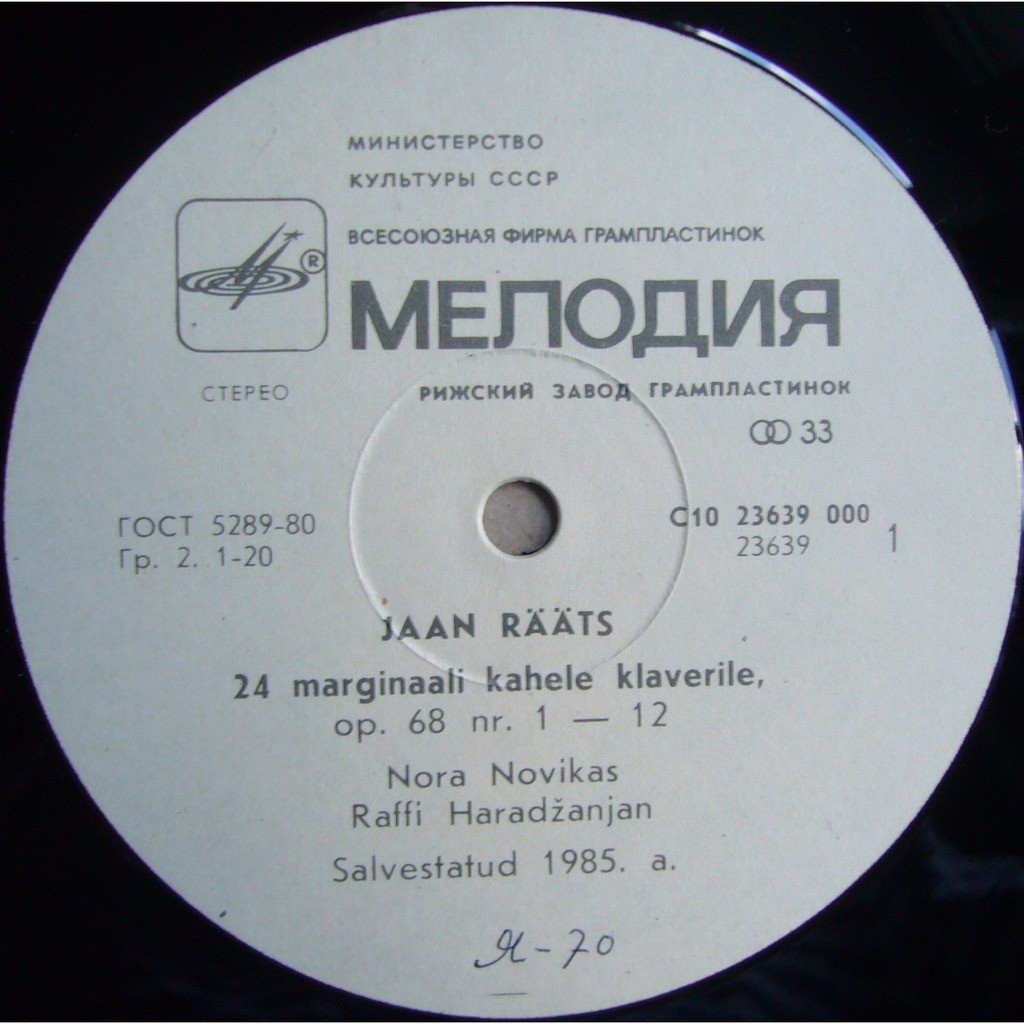 МИНИСТЕРСТВО
КУЛЬТУРЫ СССР
ВСЕСОЮЗНАЯ ФИРМА ГРАМПЛАСТИНОК
®
МЕЛОДИЯ
СТЕРЕО
РИЖСКИЙ ЗАВОД ГРАМПЛАСТИНОК
33
ГОСТ 5289-80
Гр. 2. 1-20
С10 23639 000
23639
1
JAAN RÄÄTS
24 marginaali kahele klaverile,
op. 68 nr. 1 — 12
Nora Novikas
Raffi Haradžanjan
Salvestatud 1985. a.
Я-70